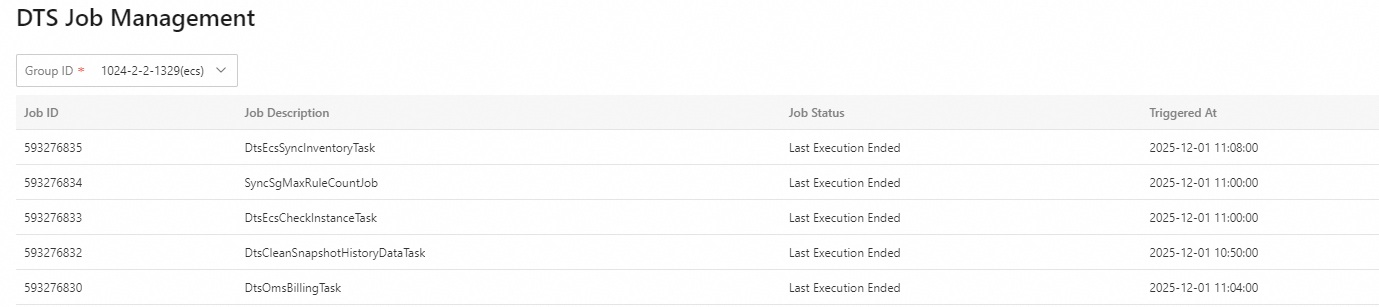 DTS Job Management
Group ID * 1024-2-2-1329(ecs)
Job ID Job Description Job Status Triggered At
593276835 DtsEcsSyncInventoryTask Last Execution Ended 2025-12-01 11:08:00
593276834 SyncSgMaxRuleCountJob Last Execution Ended 2025-12-01 11:00:00
593276833 DtsEcsCheckInstanceTask Last Execution Ended 2025-12-01 11:00:00
593276832 DtsCleanSnapshotHistoryDataTask Last Execution Ended 2025-12-01 10:50:00
593276830 DtsOmsBillingTask Last Execution Ended 2025-12-01 11:04:00